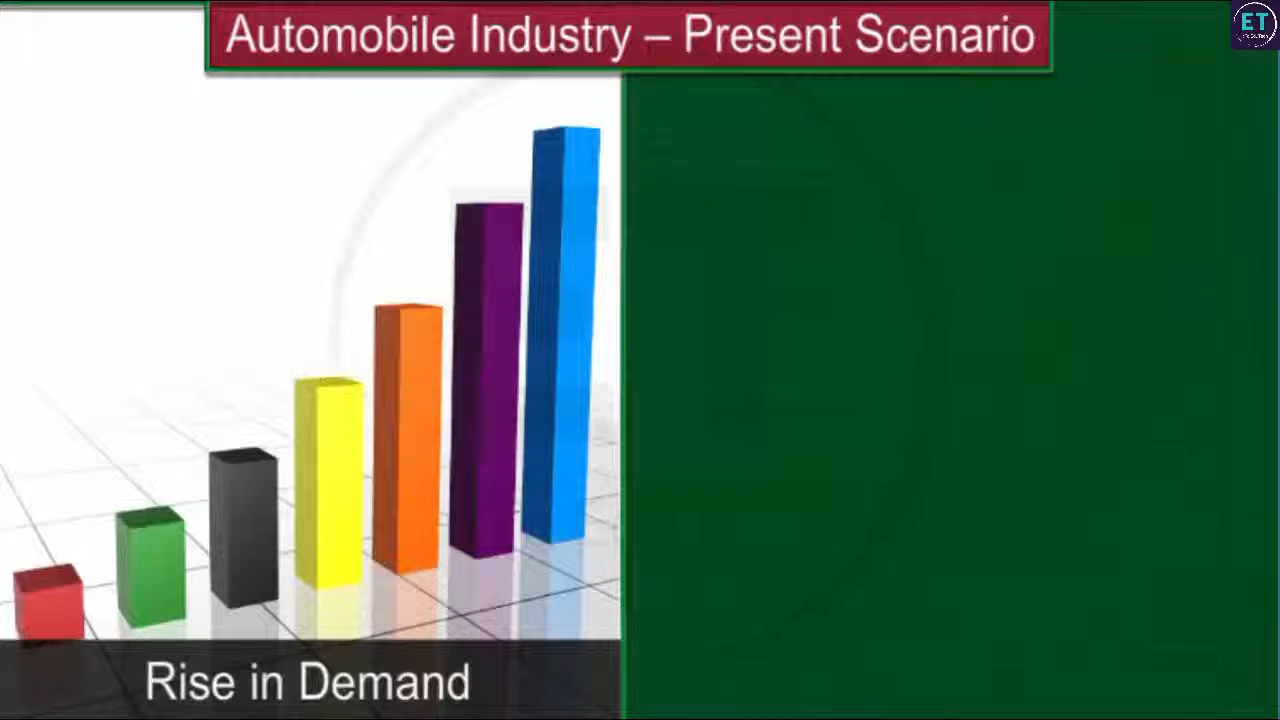 Automobile Industry – Present Scenario
ET
Rise in Demand